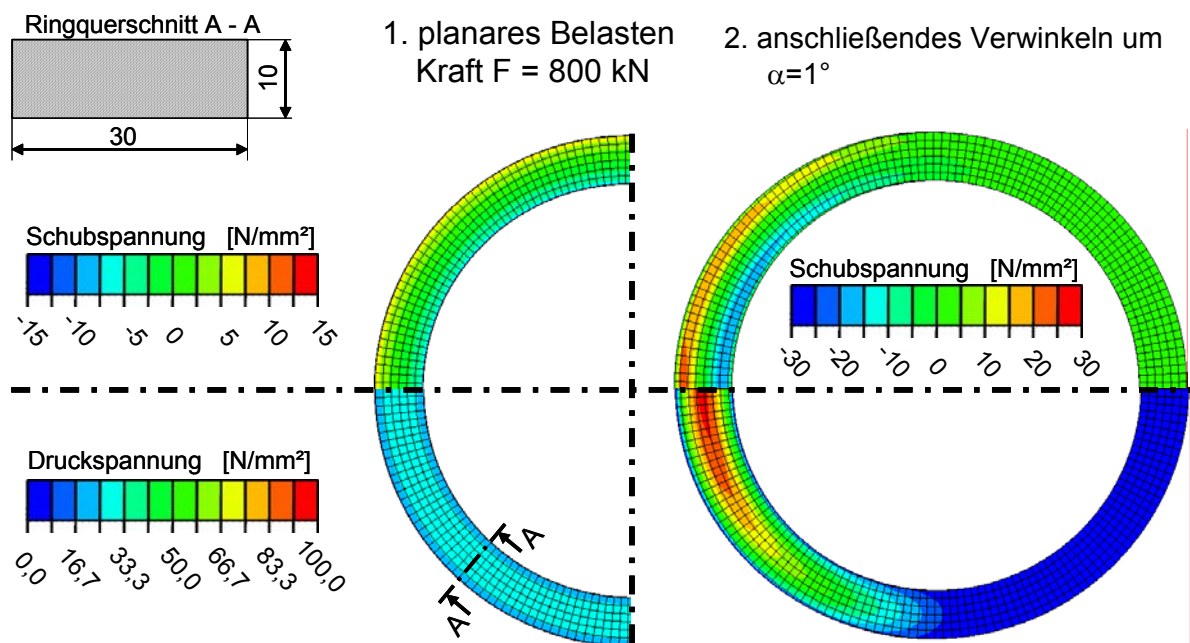 Ringquerschnitt A - A
10
30
1. planares Belasten
Kraft F = 800 kN
2. anschließendes Verwinkeln um
α=1°
Schubspannung [N/mm²]
-15 -10 -5 0 5 10 15
Schubspannung [N/mm²]
-30 -20 -10 0 10 20 30
Druckspannung [N/mm²]
0,0 16,7 33,3 50,0 66,7 83,3 100,0
A
A